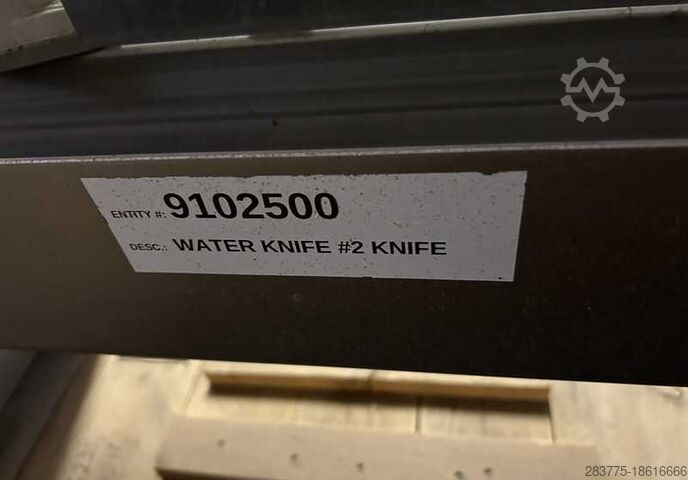 ENTITY #: 9102500
DESC.: WATER KNIFE #2 KNIFE
283775-18616666